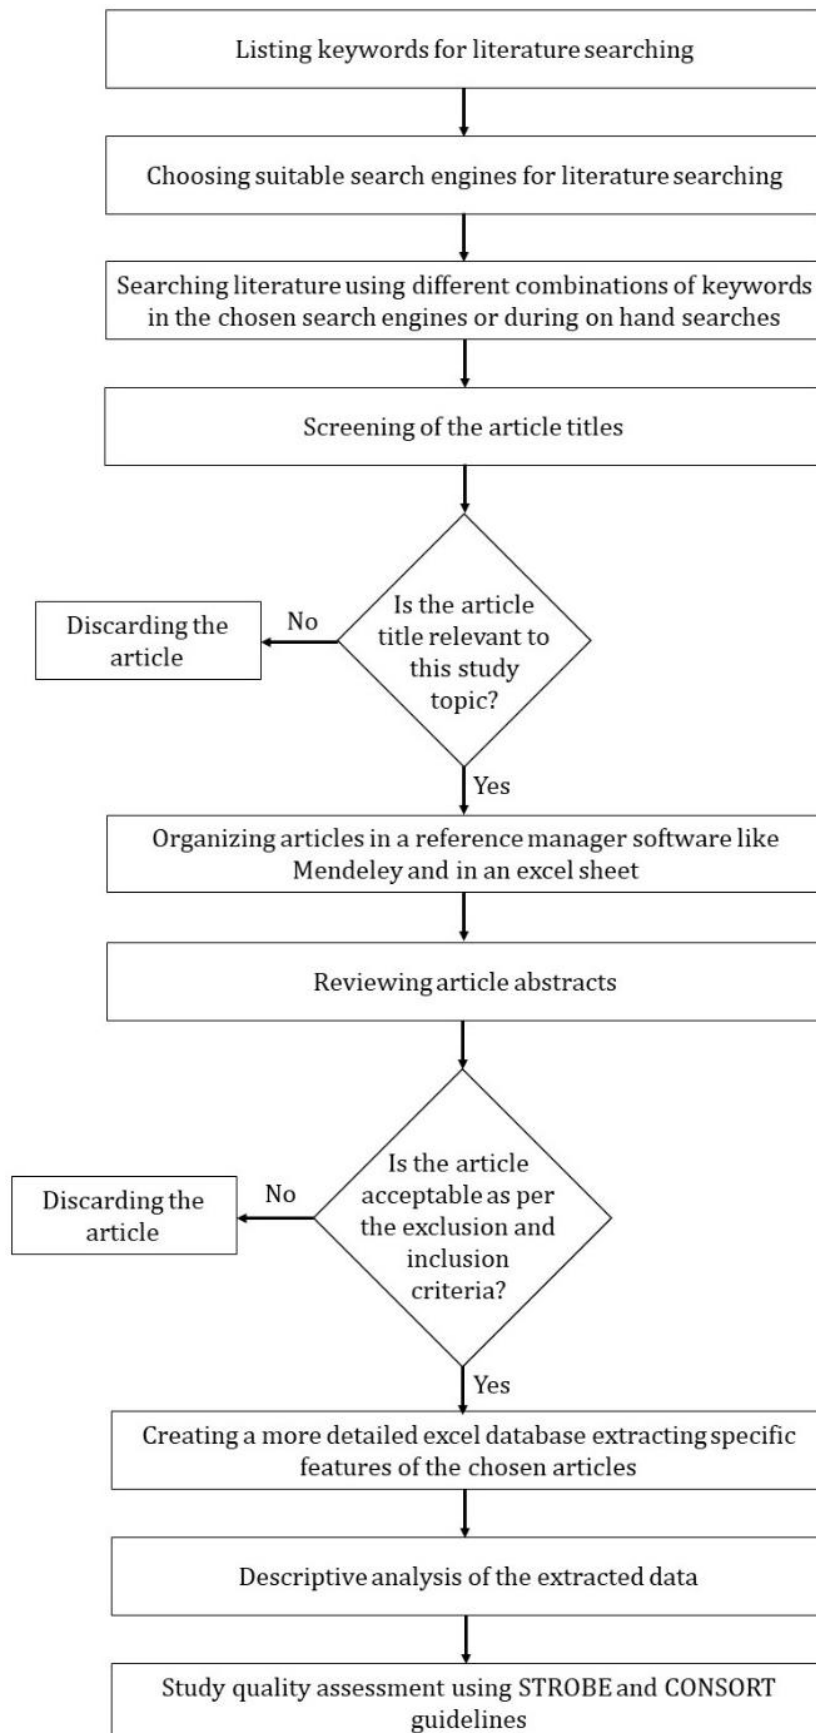 Listing keywords for literature searching
Choosing suitable search engines for literature searching
Searching literature using different combinations of keywords
in the chosen search engines or during on hand searches
Screening of the article titles
Is the article
title relevant to
this study
topic?
No
Discarding the
article
Yes
Organizing articles in a reference manager software like
Mendeley and in an excel sheet
Reviewing article abstracts
Is the article
acceptable as per
the exclusion and
inclusion
criteria?
No
Discarding the
article
Yes
Creating a more detailed excel database extracting specific
features of the chosen articles
Descriptive analysis of the extracted data
Study quality assessment using STROBE and CONSORT
guidelines